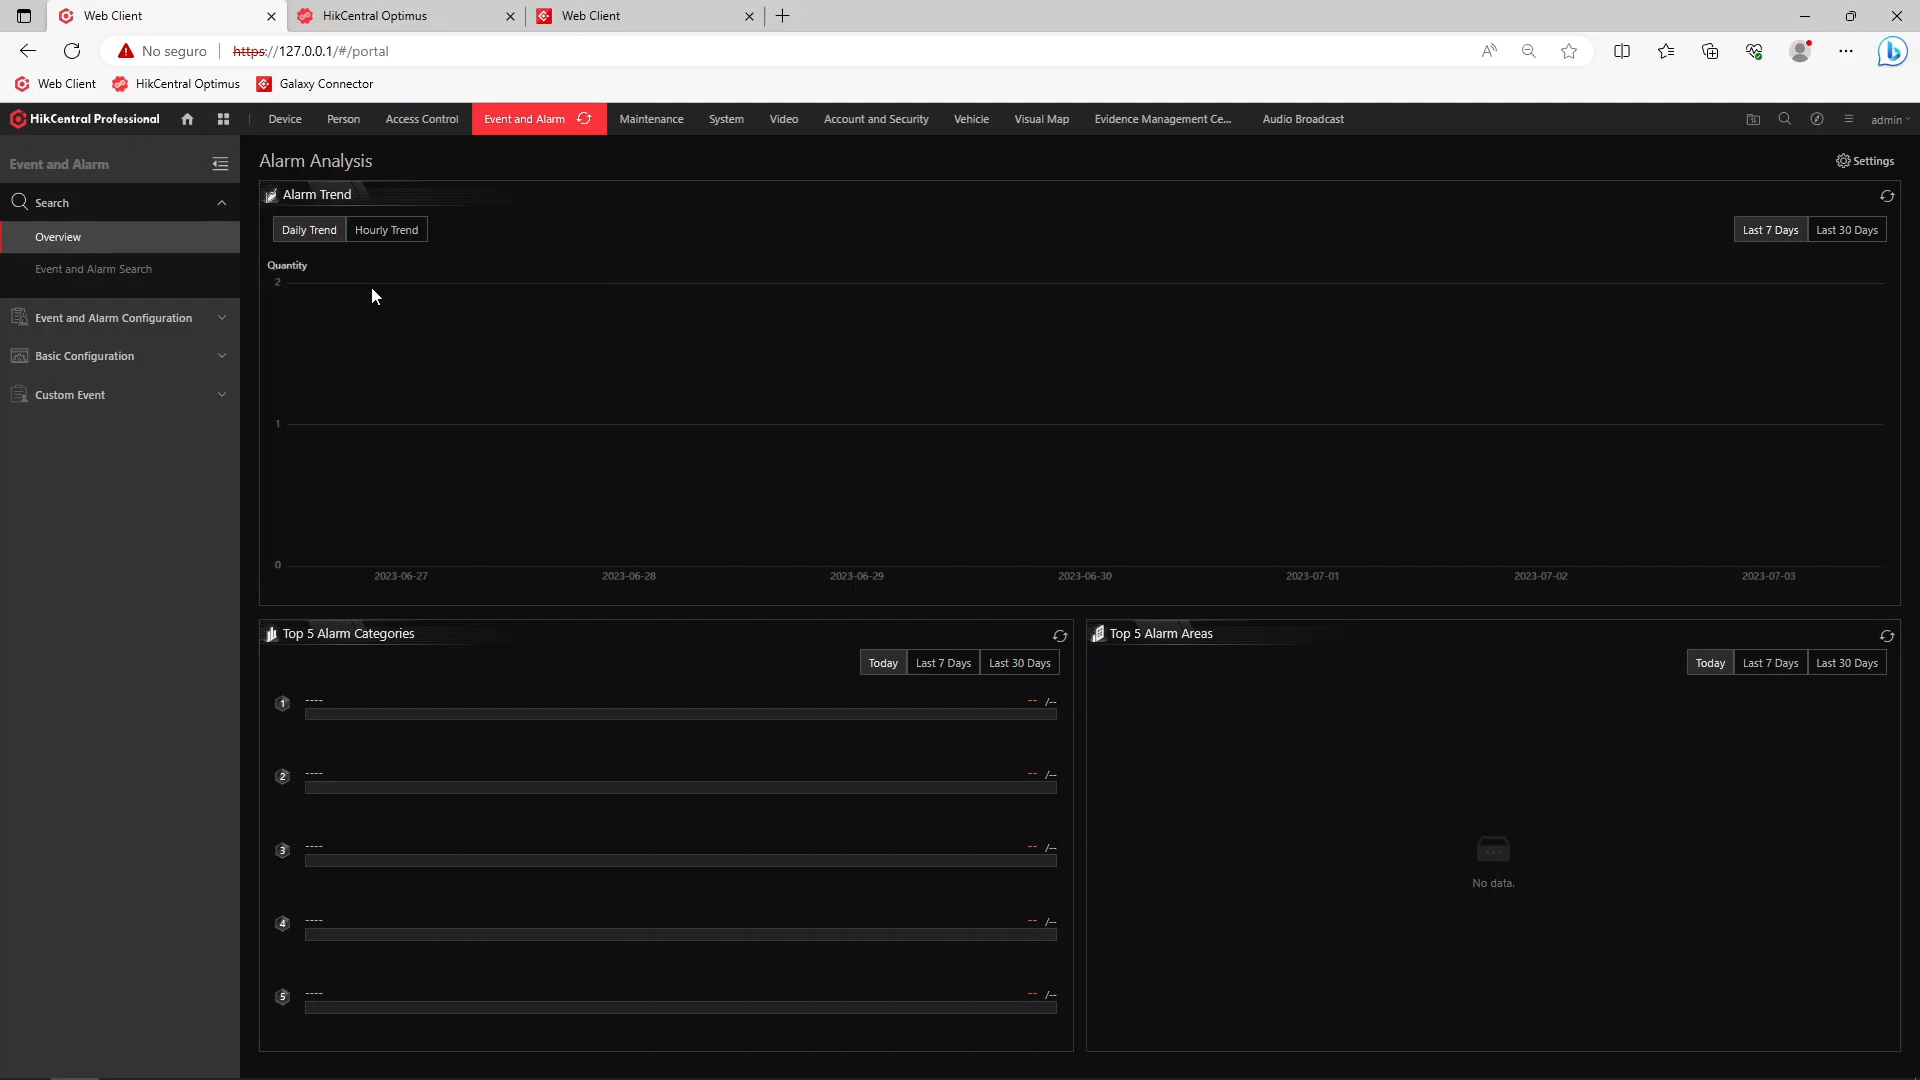 Web Client
HikCentral Optimus
Web Client
No seguro
https://127.0.0.1/#/portal
Web Client
HikCentral Optimus
Galaxy Connector
HikCentral Professional
Device
Person
Access Control
Event and Alarm
Maintenance
System
Video
Account and Security
Vehicle
Visual Map
Evidence Management Ce...
Audio Broadcast
admin
Event and Alarm
Search
Overview
Event and Alarm Search
Event and Alarm Configuration
Basic Configuration
Custom Event
Alarm Analysis
Settings
Alarm Trend
Daily Trend
Hourly Trend
Last 7 Days
Last 30 Days
Quantity
2
1
0
2023-06-27
2023-06-28
2023-06-29
2023-06-30
2023-07-01
2023-07-02
2023-07-03
Top 5 Alarm Categories
Today
Last 7 Days
Last 30 Days
1 ---- -- /--
2 ---- -- /--
3 ---- -- /--
4 ---- -- /--
5 ---- -- /--
Top 5 Alarm Areas
Today
Last 7 Days
Last 30 Days
No data.